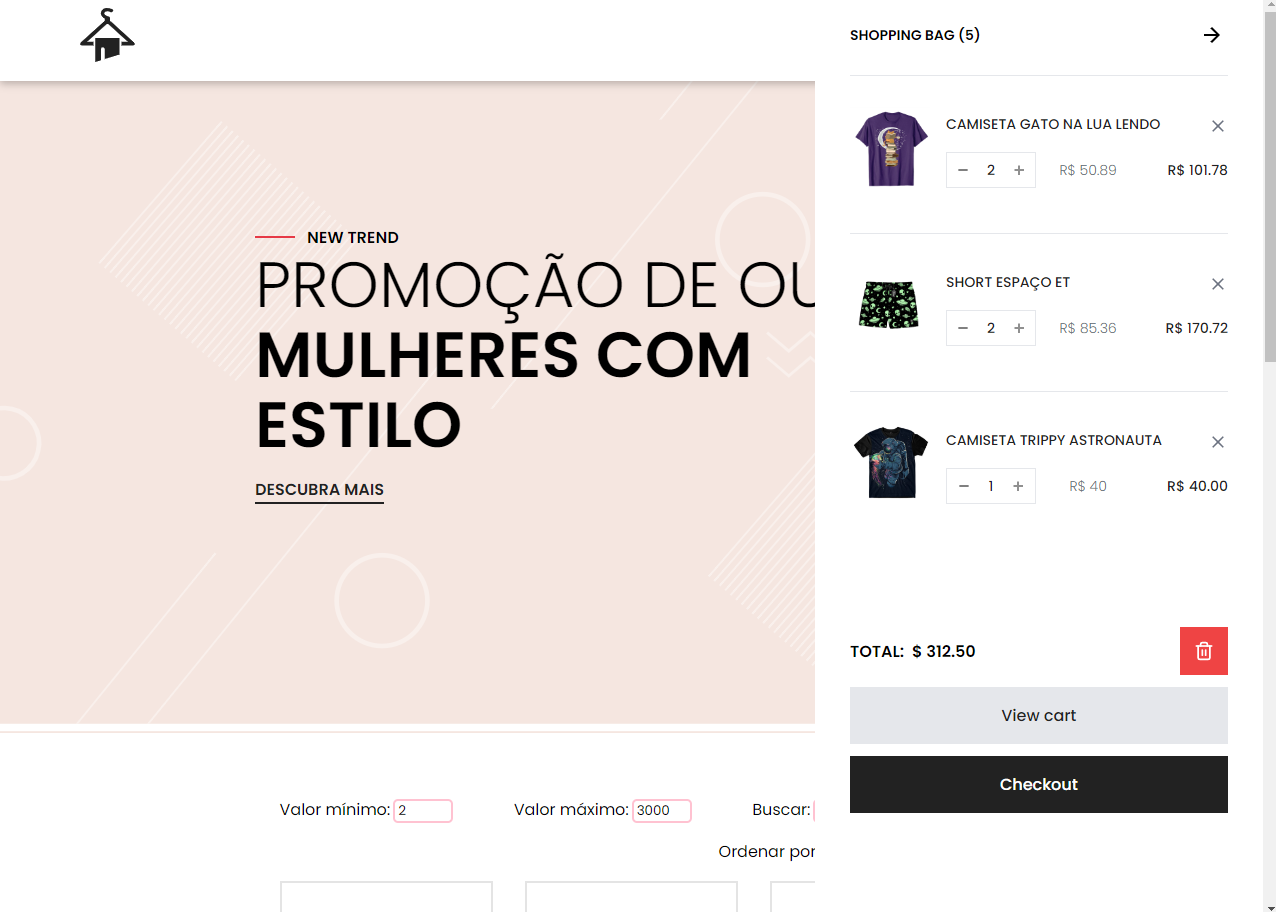 SHOPPING BAG (5)
CAMISETA GATO NA LUA LENDO
2 R$ 50.89 R$ 101.78
SHORT ESPAÇO ET
2 R$ 85.36 R$ 170.72
CAMISETA TRIPPY ASTRONAUTA
1 R$ 40 R$ 40.00
TOTAL: $ 312.50
View cart
Checkout
NEW TREND
PROMOÇÃO DE OU
MULHERES COM
ESTILO
DESCUBRA MAIS
Valor mínimo: 2 Valor máximo: 3000 Buscar:
Ordenar por